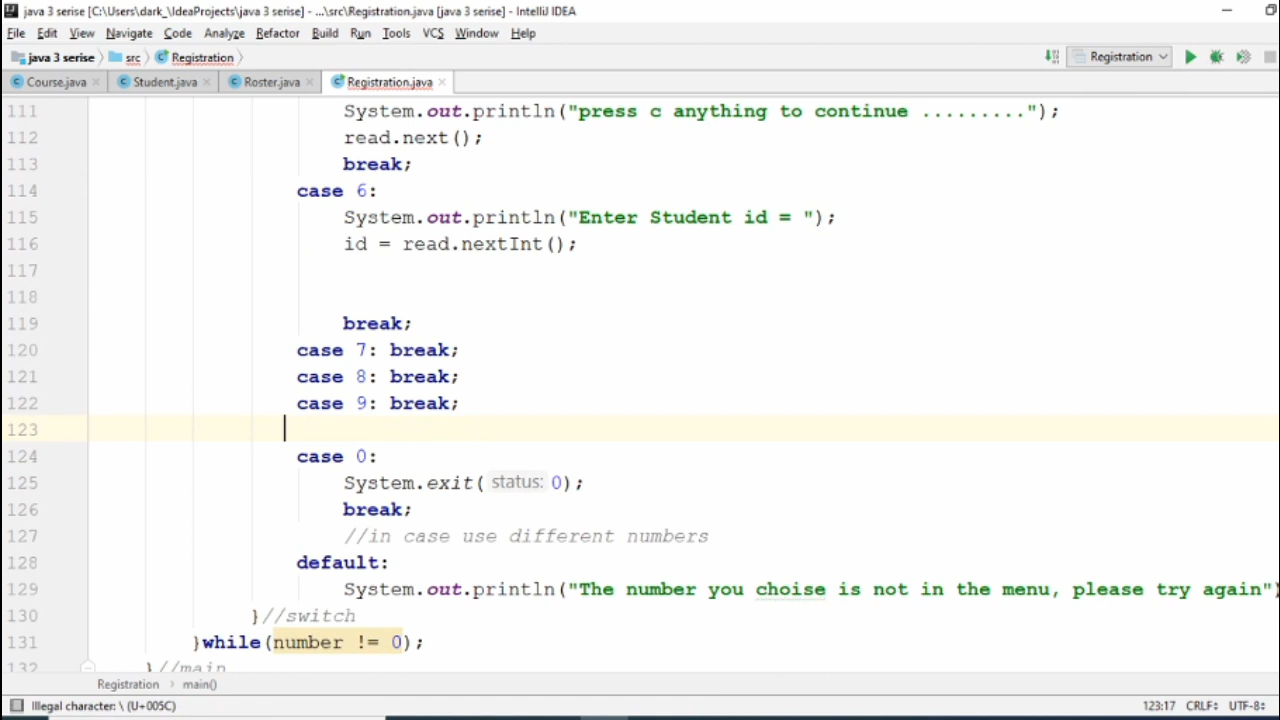 java 3 serise [C:\Users\dark_\IdeaProjects\java 3 serise] - ...\src\Registration.java [java 3 serise] - IntelliJ IDEA
File Edit View Navigate Code Analyze Refactor Build Run Tools VCS Window Help
java 3 serise src Registration Registration
Course.java Student.java Roster.java Registration.java
111 System.out.println("press c anything to continue .........");
112 read.next();
113 break;
114 case 6:
115 System.out.println("Enter Student id = ");
116 id = read.nextInt();
117
118
119 break;
120 case 7: break;
121 case 8: break;
122 case 9: break;
123
124 case 0:
125 System.exit( status: 0);
126 break;
127 //in case use different numbers
128 default:
129 System.out.println("The number you choise is not in the menu, please try again")
130 }//switch
131 }while(number != 0);
132 }//main
Registration main()
Illegal character: \ (U+005C) 123:17 CRLF UTF-8